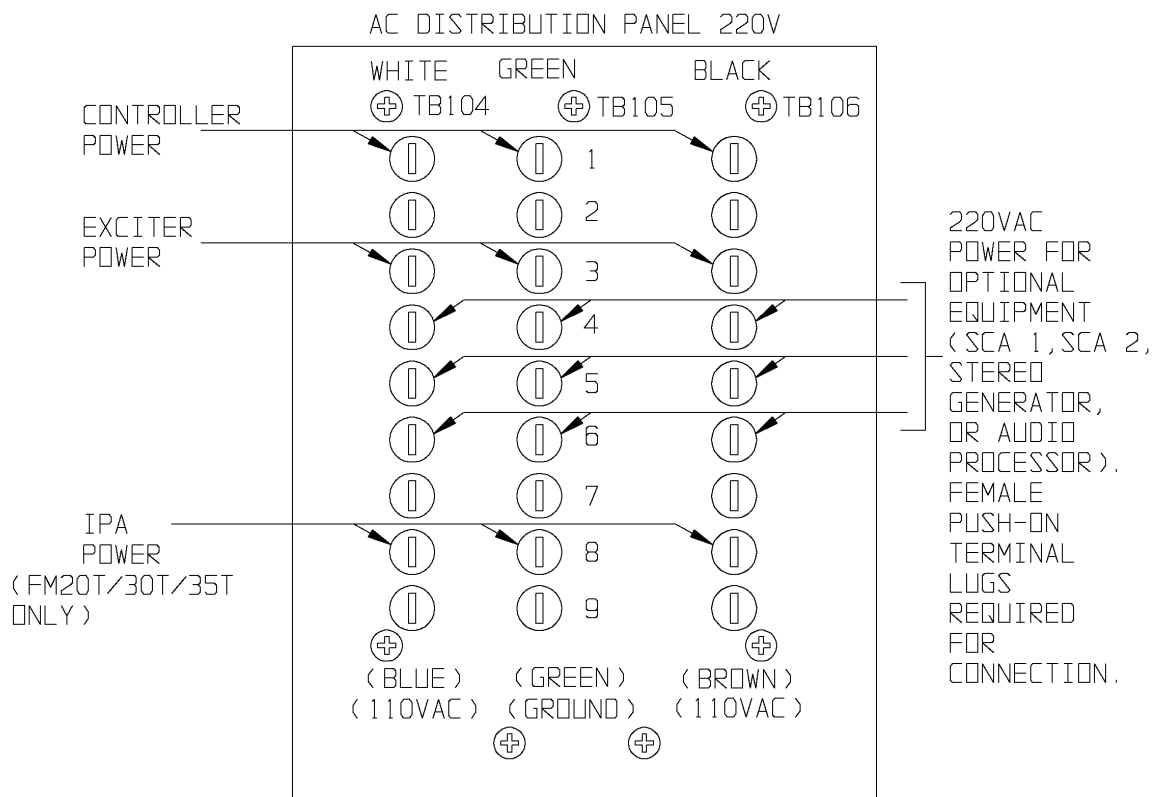 AC DISTRIBUTION PANEL 220V
WHITE GREEN BLACK
TB104 TB105 TB106
CONTROLLER
POWER
1
2
EXCITER
POWER
3
4
5
6
7
IPA
POWER
(FM20T/30T/35T
ONLY)
8
9
(BLUE) (GREEN) (BROWN)
(110VAC) (GROUND) (110VAC)
220VAC
POWER FOR
OPTIONAL
EQUIPMENT
(SCA 1,SCA 2,
STEREO
GENERATOR,
OR AUDIO
PROCESSOR).
FEMALE
PUSH-ON
TERMINAL
LUGS
REQUIRED
FOR
CONNECTION.